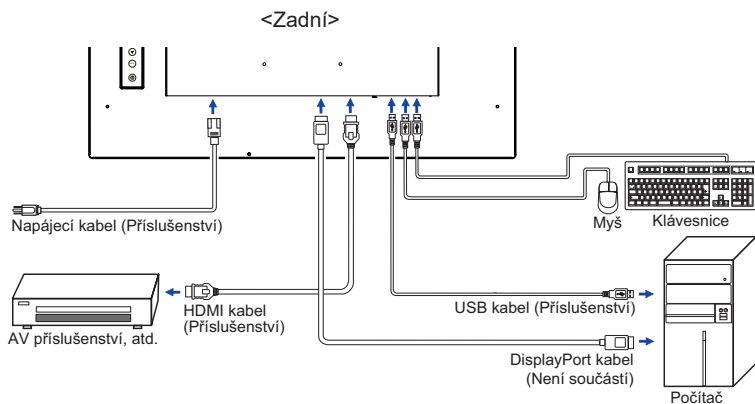 <Zadní>
Napájecí kabel (Příslušenství)
Myš
Klávesnice
HDMI kabel
(Příslušenství)
AV příslušenství, atd.
USB kabel (Příslušenství)
DisplayPort kabel
(Není součástí)
Počítač